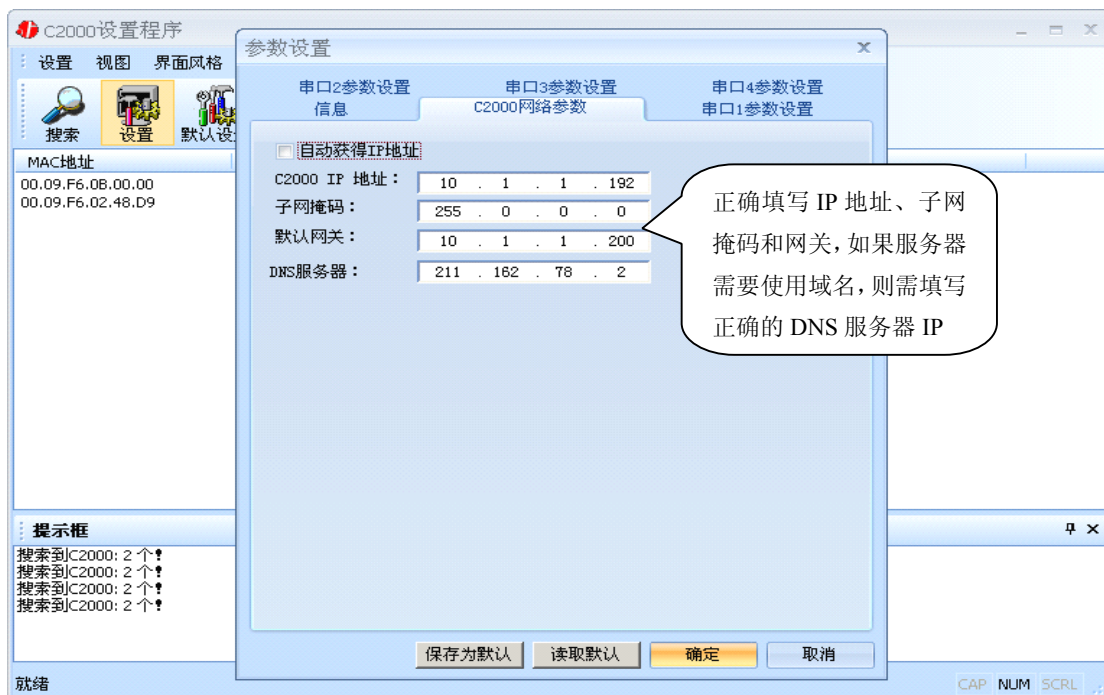 C2000设置程序
设置 视图 界面风格
搜索 设置 默认设
MAC地址
00.09.F6.0B.00.00
00.09.F6.02.48.D9
参数设置
串口2参数设置 串口3参数设置 串口4参数设置
信息 C2000网络参数 串口1参数设置
自动获得IP地址
C2000 IP 地址： 10 . 1 . 1 . 192
子网掩码： 255 . 0 . 0 . 0
默认网关： 10 . 1 . 1 . 200
DNS服务器： 211 . 162 . 78 . 2
正确填写 IP 地址、子网
掩码和网关，如果服务器
需要使用域名，则需填写
正确的 DNS 服务器 IP
提示框
搜索到C2000: 2 个!
搜索到C2000: 2 个!
搜索到C2000: 2 个!
搜索到C2000: 2 个!
保存为默认 读取默认 确定 取消
就绪
CAP NUM SCRL